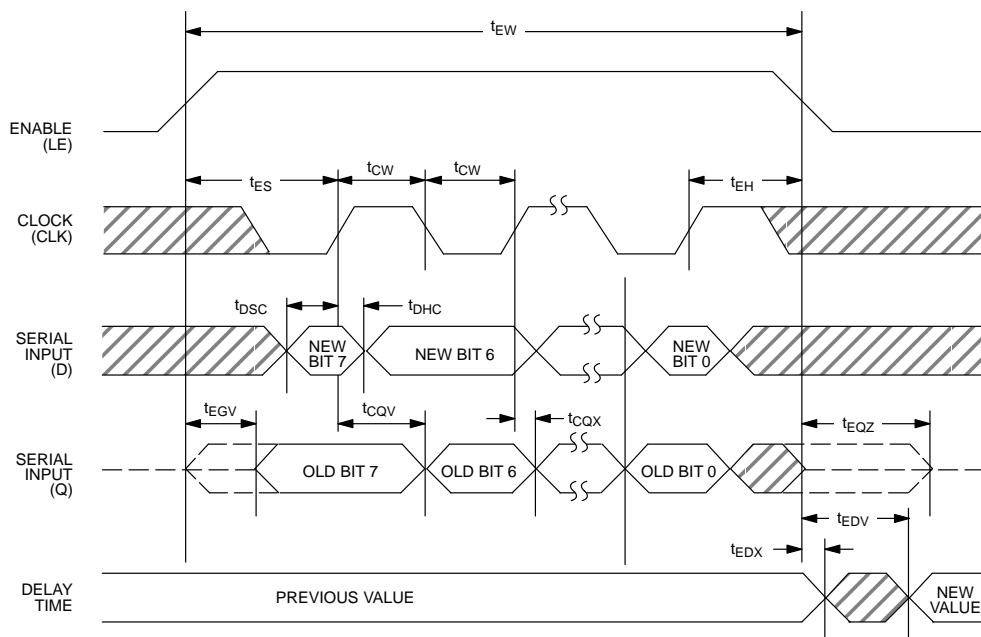 tEW
ENABLE
(LE)
tES
tCW
tCW
tEH
CLOCK
(CLK)
tDSC
tDHC
SERIAL
INPUT
(D)
NEW
BIT 7
NEW BIT 6
NEW
BIT 0
tEGV
tCQV
tCQX
tEQZ
SERIAL
INPUT
(Q)
OLD BIT 7
OLD BIT 6
OLD BIT 0
tEDV
tEDX
DELAY
TIME
PREVIOUS VALUE
NEW
VALUE